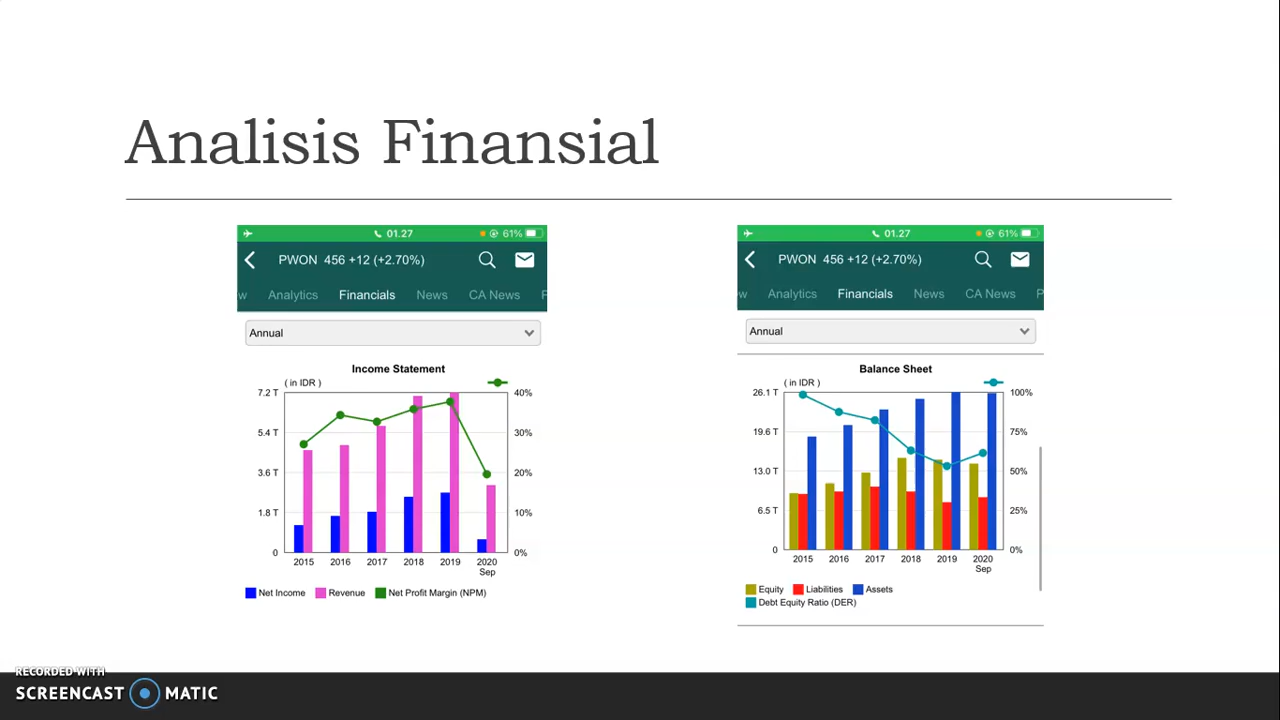 Analisis Finansial
01.27
61%
PWON 456 +12 (+2.70%)
w Analytics Financials News CA News F
Annual
Income Statement
( in IDR )
7.2 T
5.4 T
3.6 T
1.8 T
0
40%
30%
20%
10%
0%
2015 2016 2017 2018 2019 2020
Sep
Net Income Revenue Net Profit Margin (NPM)
01.27
61%
PWON 456 +12 (+2.70%)
w Analytics Financials News CA News P
Annual
Balance Sheet
( in IDR )
26.1 T
19.6 T
13.0 T
6.5 T
0
100%
75%
50%
25%
0%
2015 2016 2017 2018 2019 2020
Sep
Equity Liabilities Assets
Debt Equity Ratio (DER)
RECORDED WITH
SCREENCAST MATIC